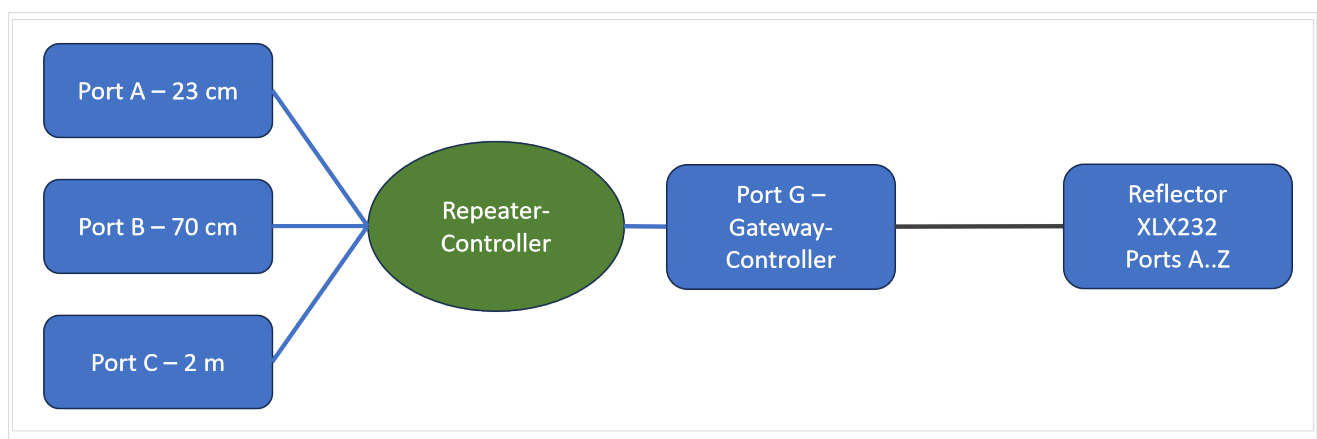 Port A – 23 cm
Port B – 70 cm
Port C – 2 m
Repeater-
Controller
Port G –
Gateway-
Controller
Reflector
XLX232
Ports A..Z